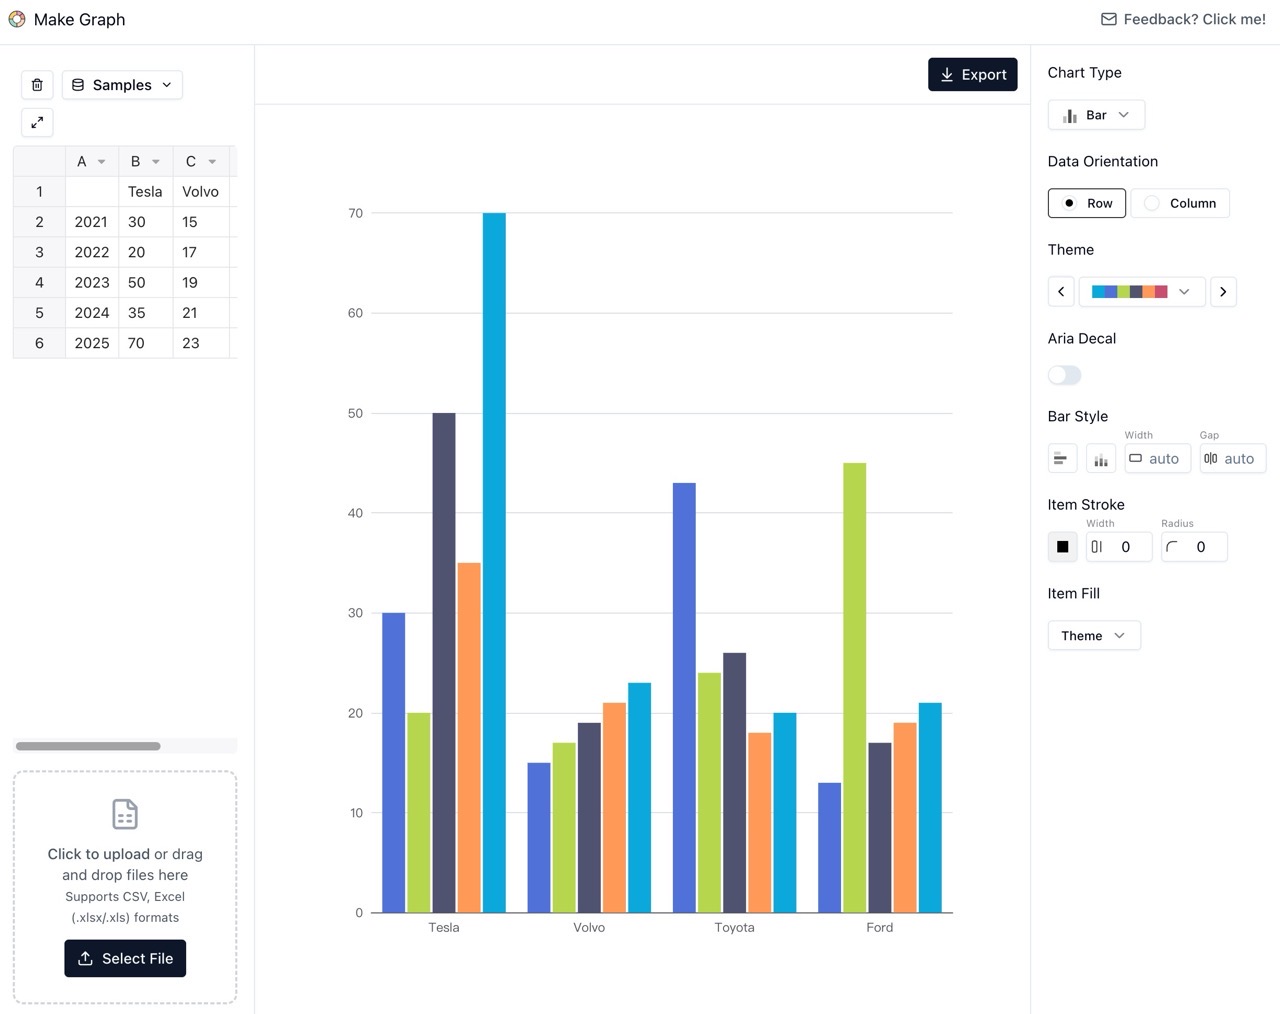 Make Graph
Feedback? Click me!
Samples
A B C
1 Tesla Volvo
2 2021 30 15
3 2022 20 17
4 2023 50 19
5 2024 35 21
6 2025 70 23
Click to upload or drag
and drop files here
Supports CSV, Excel
(.xlsx/.xls) formats
Select File
Export
70
60
50
40
30
20
10
0
Tesla Volvo Toyota Ford
Chart Type
Bar
Data Orientation
Row Column
Theme
Aria Decal
Bar Style
Width Gap
auto auto
Item Stroke
Width Radius
0 0
Item Fill
Theme